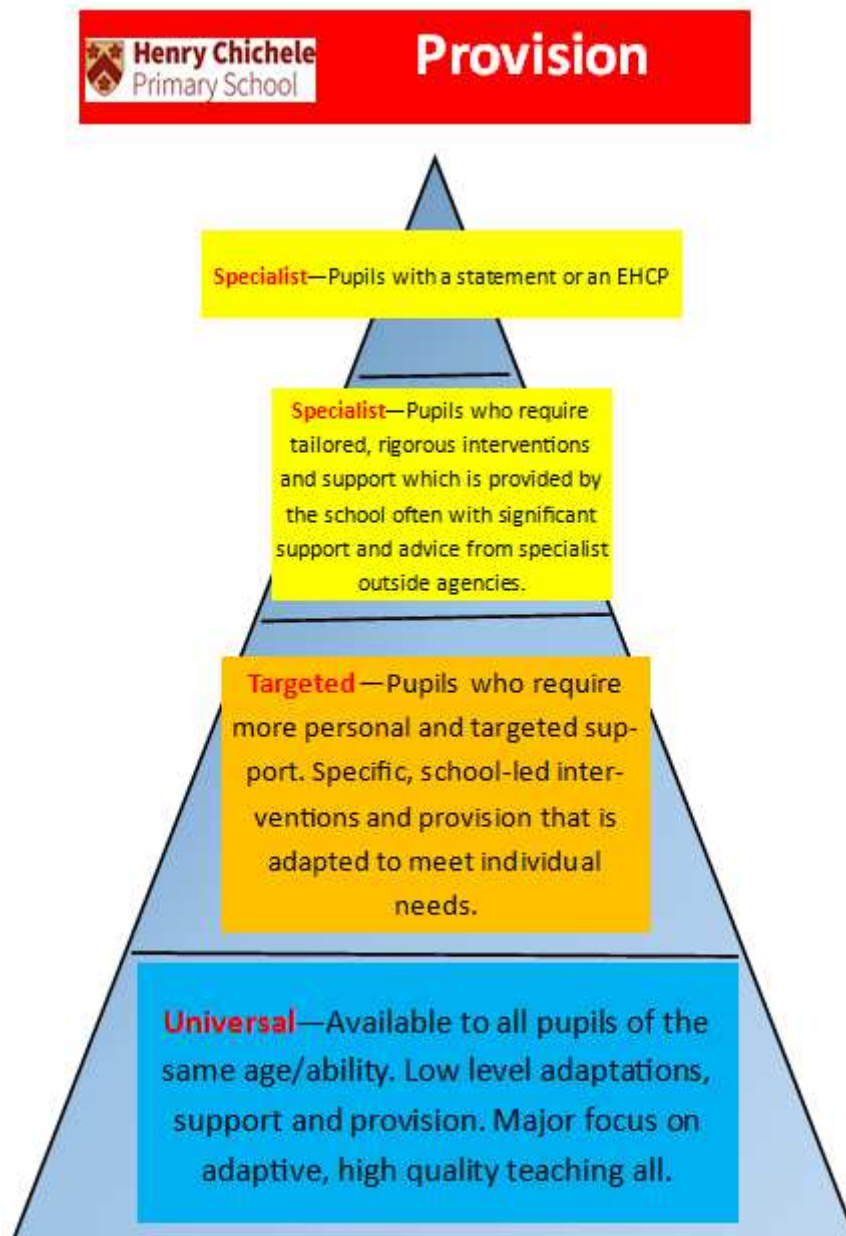 Henry Chichele
Primary School
Provision
Specialist—Pupils with a statement or an EHCP
Specialist—Pupils who require
tailored, rigorous interventions
and support which is provided by
the school often with significant
support and advice from specialist
outside agencies.
Targeted—Pupils who require
more personal and targeted sup-
port. Specific, school-led inter-
ventions and provision that is
adapted to meet individual
needs.
Universal—Available to all pupils of the
same age/ability. Low level adaptations,
support and provision. Major focus on
adaptive, high quality teaching all.